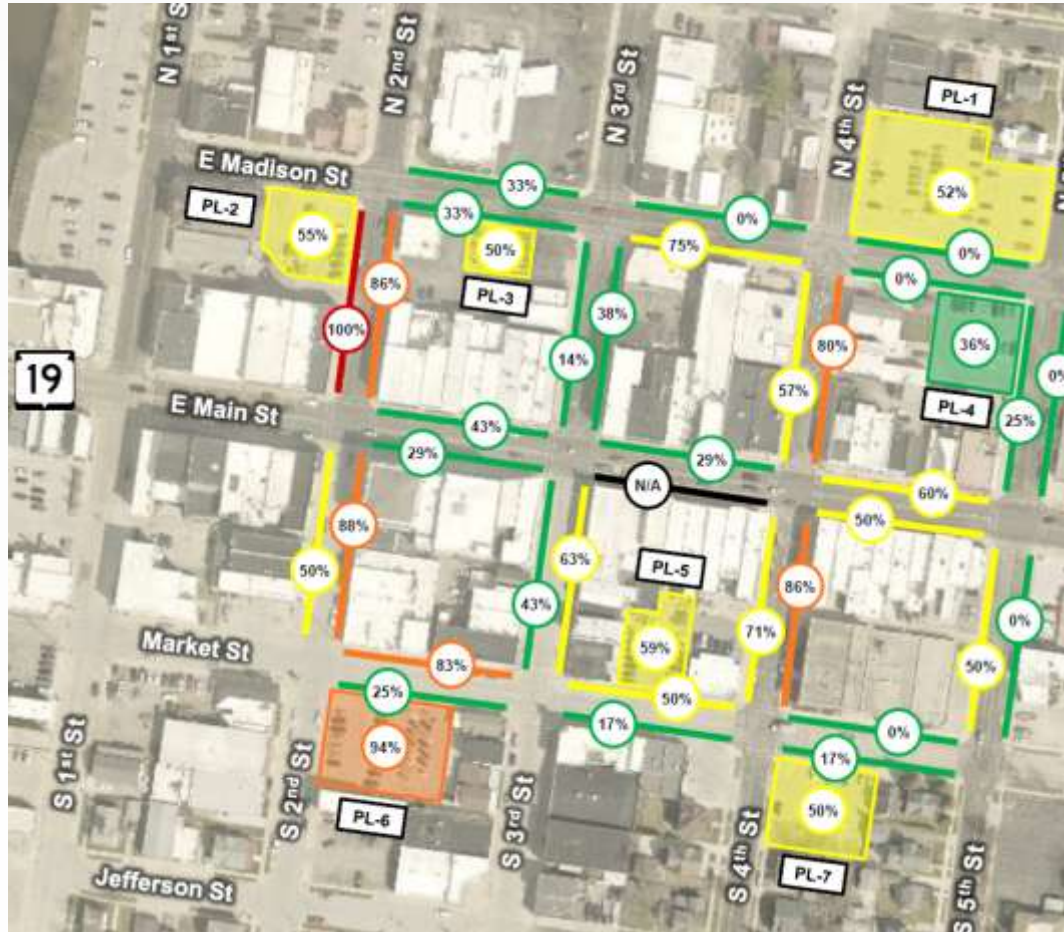 N 1st S
N 2nd St
N 3rd St
N 4th St
PL-1
E Madison St
33%
52%
PL-2
33%
0%
55%
50%
75%
0%
86%
PL-3
0%
100%
38%
80%
36%
0%
14%
57%
PL-4
25%
19
E Main St
43%
29%
29%
N/A
60%
50%
88%
50%
63%
PL-5
86%
43%
71%
0%
59%
Market St
83%
50%
50%
25%
17%
0%
94%
17%
S 1st St
S 2nd St
PL-6
S 3rd St
50%
S 4th St
PL-7
Jefferson St
S 5th St